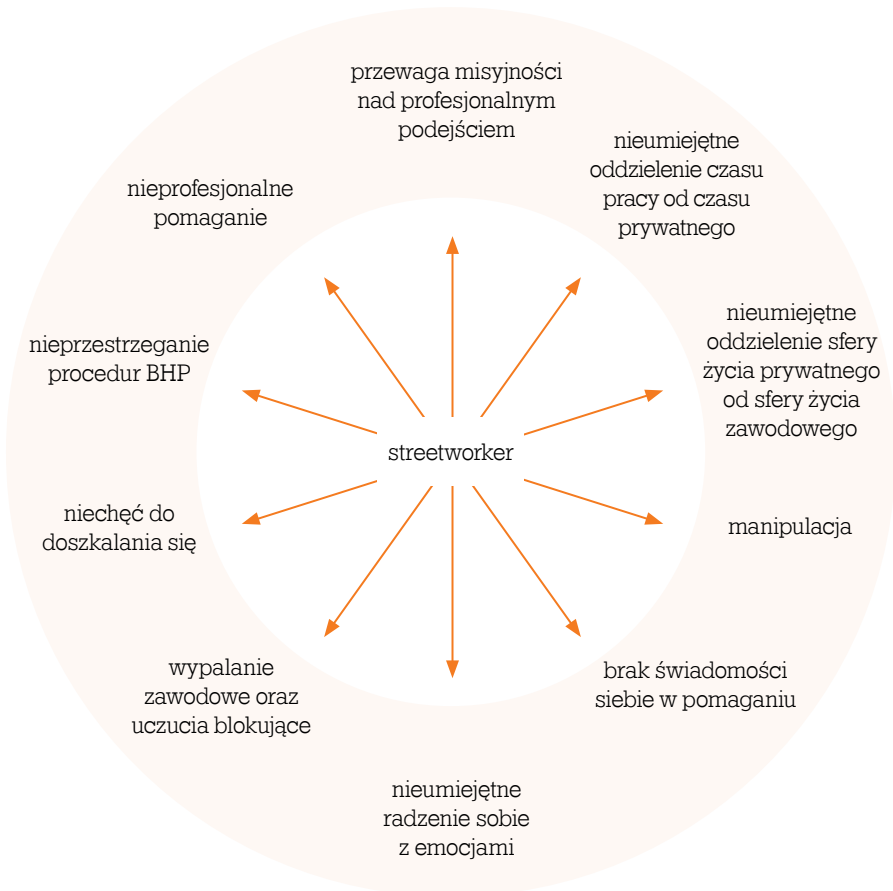 przewaga misyjności
nad profesjonalnym
podejściem
nieumiejętne
oddzielenie czasu
pracy od czasu
prywatnego
nieumiejętne
oddzielenie sfery
życia prywatnego
od sfery życia
zawodowego
manipulacja
brak świadomości
siebie w pomaganiu
nieumiejętne
radzenie sobie
z emocjami
wypalanie
zawodowe oraz
uczucia blokujące
niechęć do
doszkalania się
nieprzestrzeganie
procedur BHP
nieprofesjonalne
pomaganie
streetworker